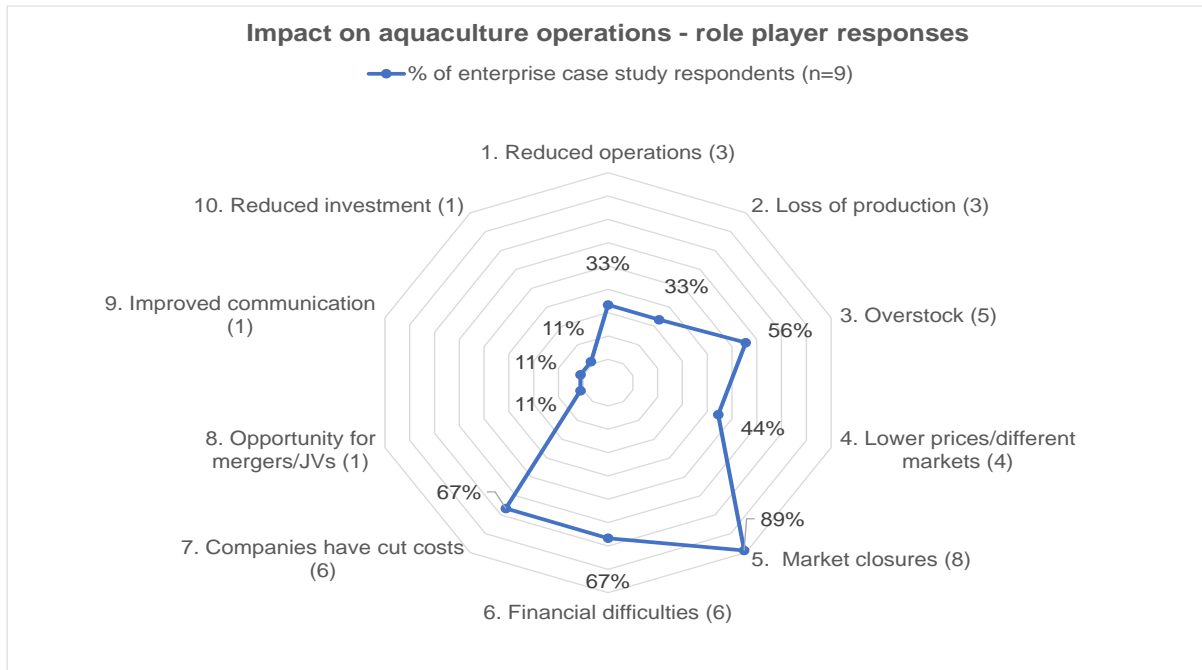 Impact on aquaculture operations - role player responses
% of enterprise case study respondents (n=9)
1. Reduced operations (3)
10. Reduced investment (1)
2. Loss of production (3)
33%
33%
9. Improved communication
(1)
11%
56%
3. Overstock (5)
11%
11%
44%
8. Opportunity for
mergers/JVs (1)
4. Lower prices/different
markets (4)
67%
89%
7. Companies have cut costs
(6)
5. Market closures (8)
67%
6. Financial difficulties (6)